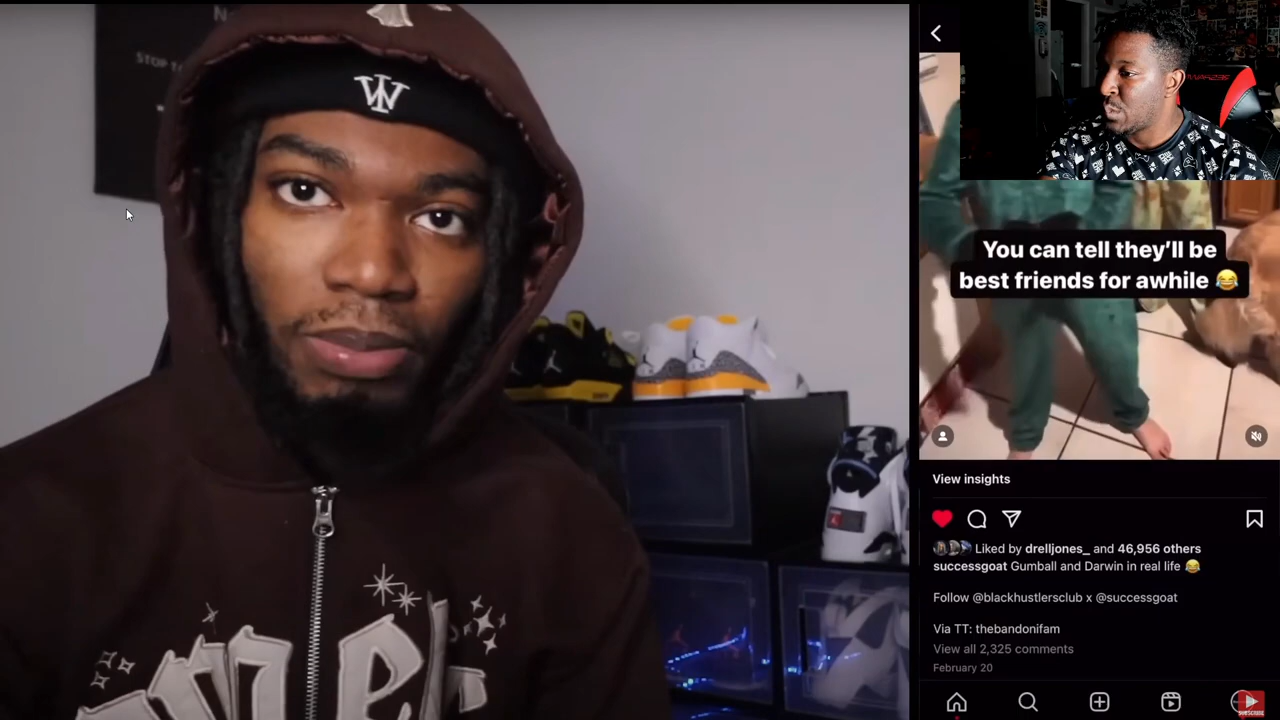 N
STOP
W
You can tell they'll be
best friends for awhile 😂
View insights
Liked by drelljones_ and 46,956 others
successgoat Gumball and Darwin in real life 😂
Follow @blackhustlersclub x @successgoat
Via TT: thebandonifam
View all 2,325 comments
February 20
SUBSCRIBE